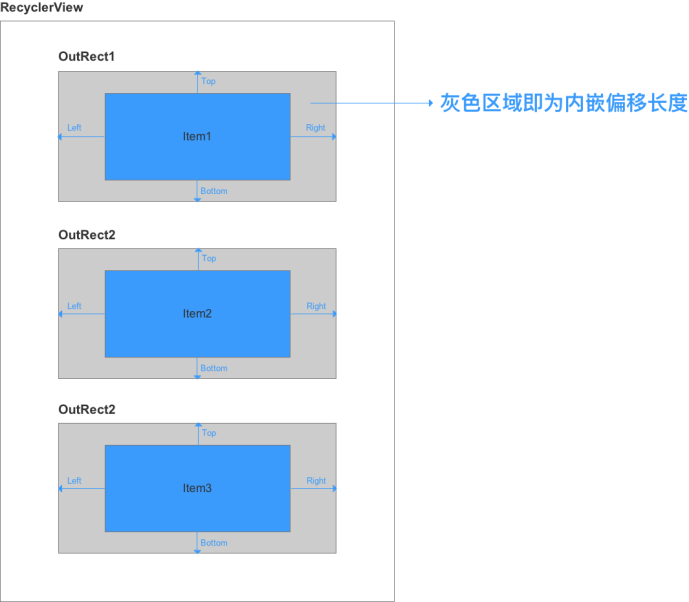 RecyclerView
OutRect1
Top
灰色区域即为内嵌偏移长度
Left
Item1
Right
Bottom
OutRect2
Top
Left
Item2
Right
Bottom
OutRect2
Top
Left
Item3
Right
Bottom